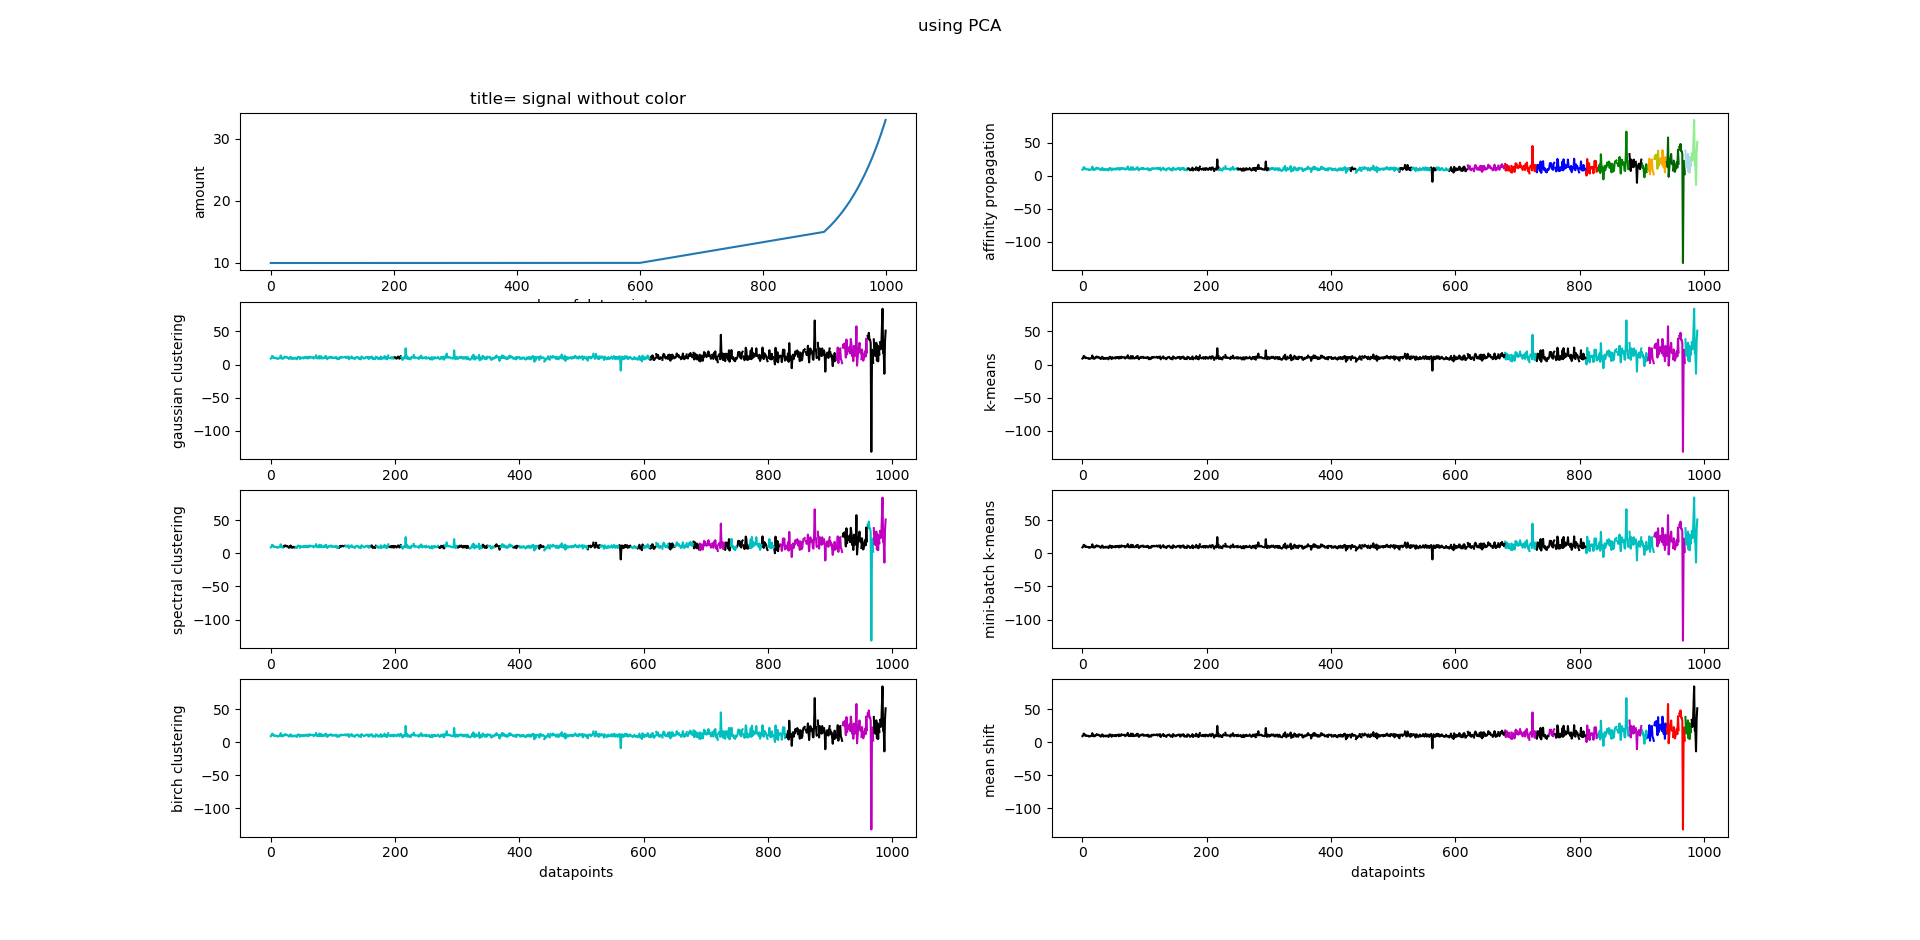 using PCA
title= signal without color
amount
30
20
10
0 200 400 600 800 1000
affinity propagation
50
0
−50
−100
0 200 400 600 800 1000
gaussian clustering
50
0
−50
−100
0 200 400 600 800 1000
k-means
50
0
−50
−100
0 200 400 600 800 1000
spectral clustering
50
0
−50
−100
0 200 400 600 800 1000
mini-batch k-means
50
0
−50
−100
0 200 400 600 800 1000
birch clustering
50
0
−50
−100
0 200 400 600 800 1000
datapoints
mean shift
50
0
−50
−100
0 200 400 600 800 1000
datapoints